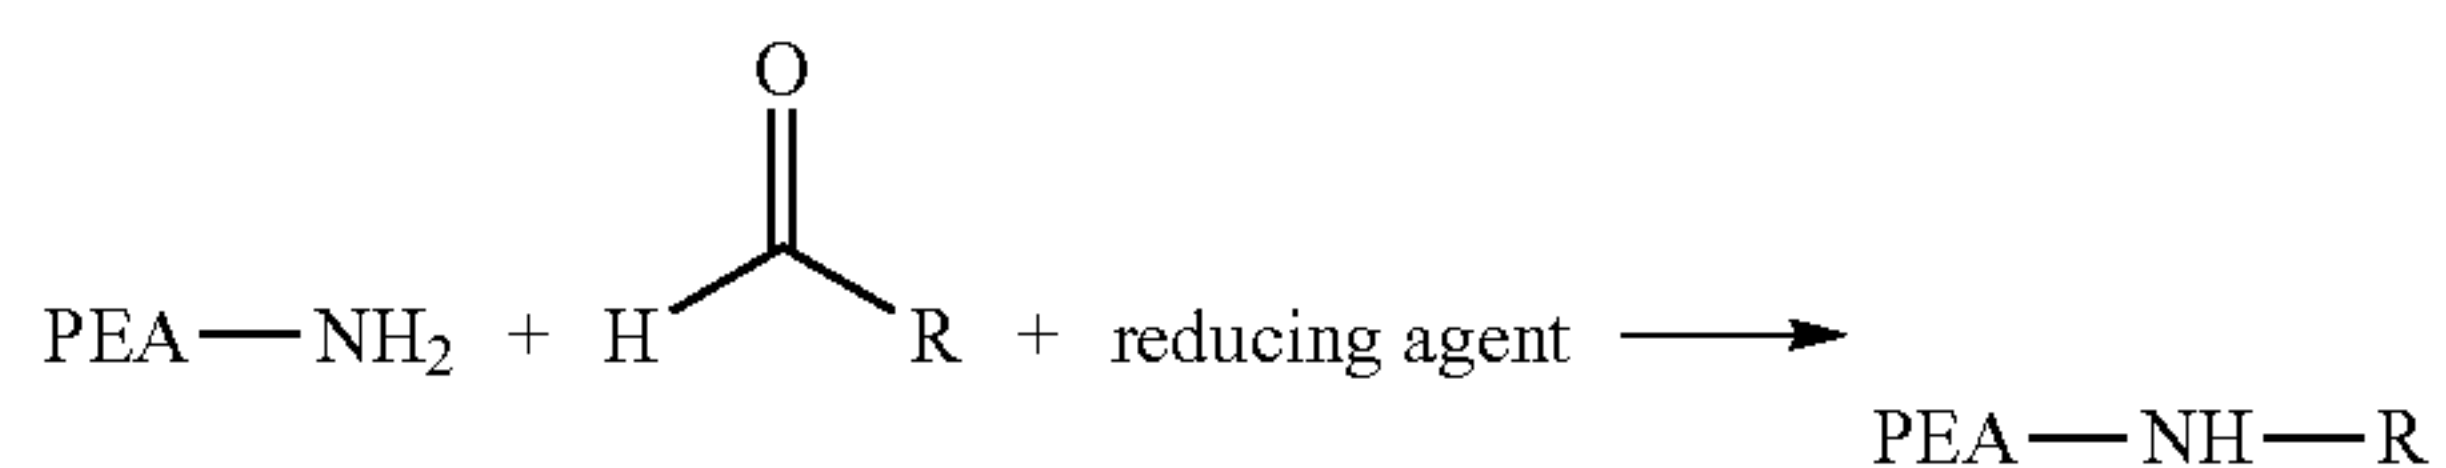 O
PEA—NH₂ + H R + reducing agent
PEA—NH—R